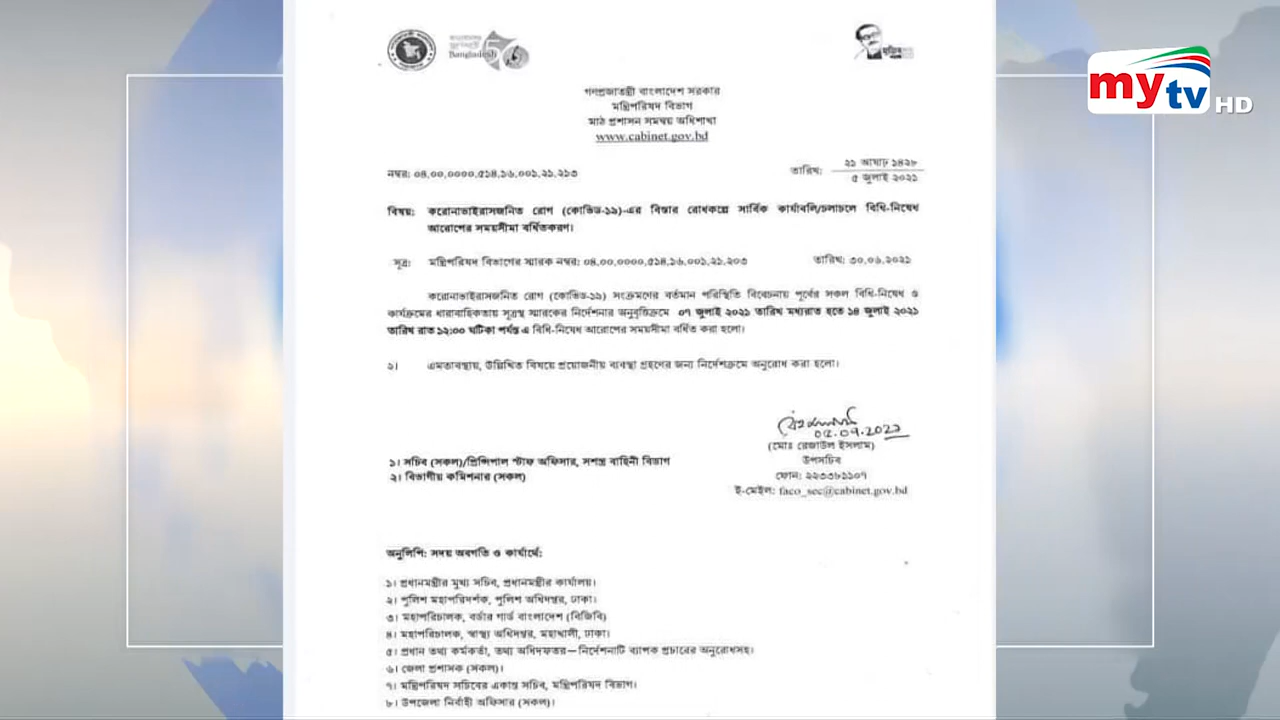 Bangladesh 50
my tv HD
গণপ্রজাতন্ত্রী বাংলাদেশ সরকার
মন্ত্রিপরিষদ বিভাগ
মাঠ প্রশাসন সমন্বয় অধিশাখা
www.cabinet.gov.bd
নম্বর: ০৪.০০.০০০০.৫১৪.১৬.০০১.২১.২১৩
তারিখ: ২১ আষাঢ় ১৪২৮
৫ জুলাই ২০২১
বিষয়: করোনাভাইরাসজনিত রোগ (কোভিড-১৯)-এর বিস্তার রোধকল্পে সার্বিক কার্যাবলি/চলাচলে বিধি-নিষেধ
আরোপের সময়সীমা বর্ধিতকরণ।
সূত্র: মন্ত্রিপরিষদ বিভাগের স্মারক নম্বর: ০৪.০০.০০০০.৫১৪.১৬.০০১.২১.২০৩ তারিখ: ৩০.০৬.২০২১
করোনাভাইরাসজনিত রোগ (কোভিড-১৯) সংক্রমণের বর্তমান পরিস্থিতি বিবেচনায় পূর্বের সকল বিধি-নিষেধ ও
কার্যক্রমের ধারাবাহিকতায় সূত্রস্থ স্মারকের নির্দেশনার অনুবৃত্তিক্রমে ০৭ জুলাই ২০২১ তারিখ মধ্যরাত হতে ১৪ জুলাই ২০২১
তারিখ রাত ১২:০০ ঘটিকা পর্যন্ত এ বিধি-নিষেধ আরোপের সময়সীমা বর্ধিত করা হলো।
২। এমতাবস্থায়, উল্লিখিত বিষয়ে প্রয়োজনীয় ব্যবস্থা গ্রহণের জন্য নির্দেশক্রমে অনুরোধ করা হলো।
০৫.০৭.২০২১
(মোঃ রেজাউল ইসলাম)
উপসচিব
ফোন: ২২৩৩৮১১০৭
ই-মেইল: faco_sec@cabinet.gov.bd
১। সচিব (সকল)/প্রিন্সিপাল স্টাফ অফিসার, সশস্ত্র বাহিনী বিভাগ
২। বিভাগীয় কমিশনার (সকল)
অনুলিপি: সদয় অবগতি ও কার্যার্থে:
১। প্রধানমন্ত্রীর মুখ্য সচিব, প্রধানমন্ত্রীর কার্যালয়।
২। পুলিশ মহাপরিদর্শক, পুলিশ অধিদপ্তর, ঢাকা।
৩। মহাপরিচালক, বর্ডার গার্ড বাংলাদেশ (বিজিবি)
৪। মহাপরিচালক, স্বাস্থ্য অধিদপ্তর, মহাখালী, ঢাকা।
৫। প্রধান তথ্য কর্মকর্তা, তথ্য অধিদফতর—নির্দেশনাটি ব্যাপক প্রচারের অনুরোধসহ।
৬। জেলা প্রশাসক (সকল)।
৭। মন্ত্রিপরিষদ সচিবের একান্ত সচিব, মন্ত্রিপরিষদ বিভাগ।
৮। উপজেলা নির্বাহী অফিসার (সকল)।